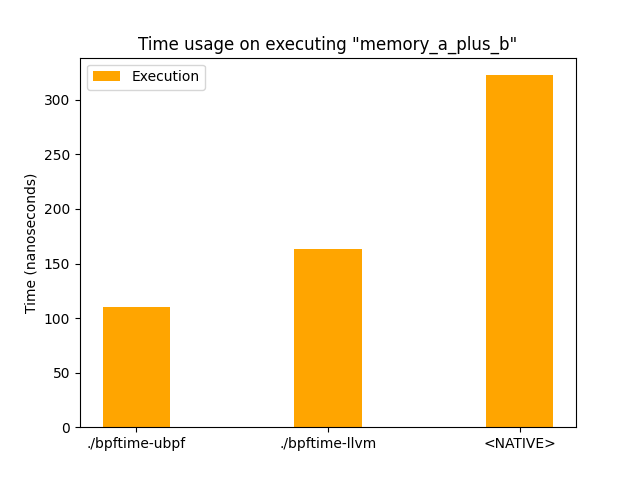 Time usage on executing "memory_a_plus_b"
Execution
Time (nanoseconds)
300
250
200
150
100
50
0
./bpftime-ubpf
./bpftime-llvm
<NATIVE>